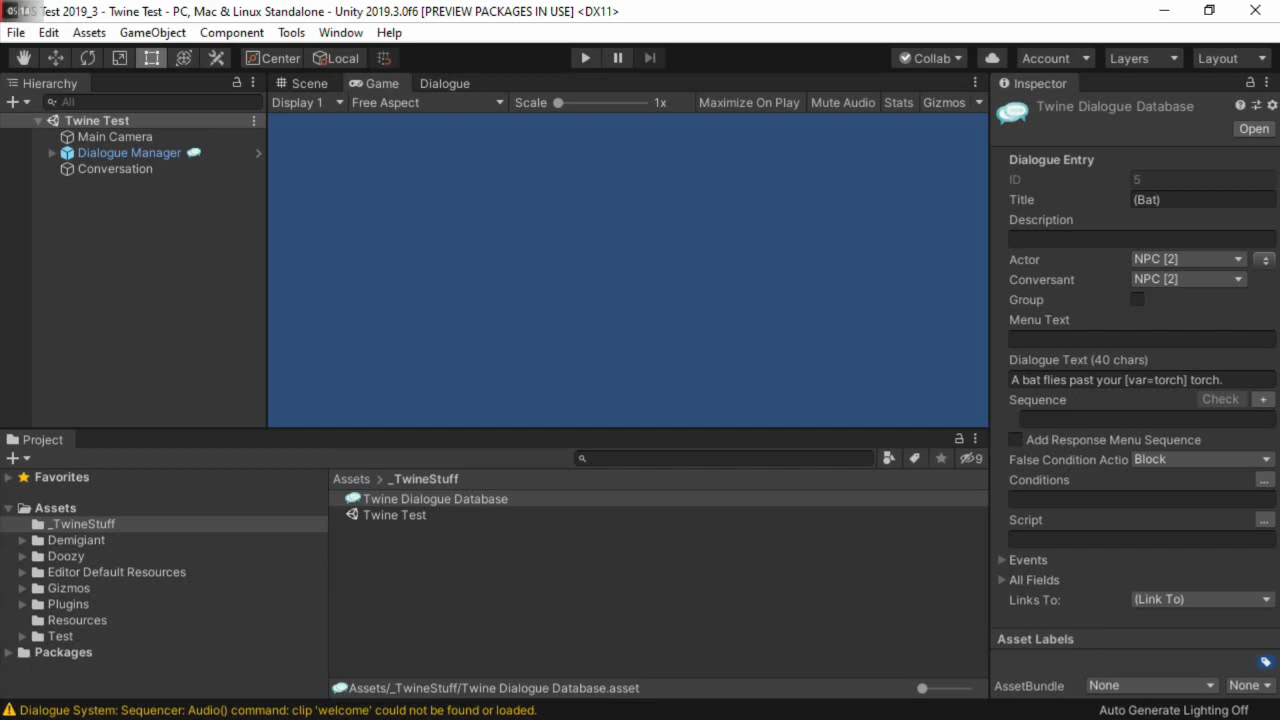 -05:14.5 Test 2019_3 - Twine Test - PC, Mac & Linux Standalone - Unity 2019.3.0f6 [PREVIEW PACKAGES IN USE] <DX11>
File Edit Assets GameObject Component Tools Window Help
Center Local Collab Account Layers Layout
Hierarchy
All
Twine Test
Main Camera
Dialogue Manager
Conversation
Scene Game Dialogue
Display 1 Free Aspect Scale 1x Maximize On Play Mute Audio Stats Gizmos
Inspector
Twine Dialogue Database
Open
Dialogue Entry
ID 5
Title (Bat)
Description
Actor NPC [2]
Conversant NPC [2]
Group
Menu Text
Dialogue Text (40 chars)
A bat flies past your [var=torch] torch.
Sequence Check +
Add Response Menu Sequence
False Condition Actio Block
Conditions ...
Script ...
Events
All Fields
Links To: (Link To)
Asset Labels
AssetBundle None None
Project
9
Favorites
Assets
_TwineStuff
Demigiant
Doozy
Editor Default Resources
Gizmos
Plugins
Resources
Test
Packages
Assets > _TwineStuff
Twine Dialogue Database
Twine Test
Assets/_TwineStuff/Twine Dialogue Database.asset
Dialogue System: Sequencer: Audio() command: clip 'welcome' could not be found or loaded.
Auto Generate Lighting Off